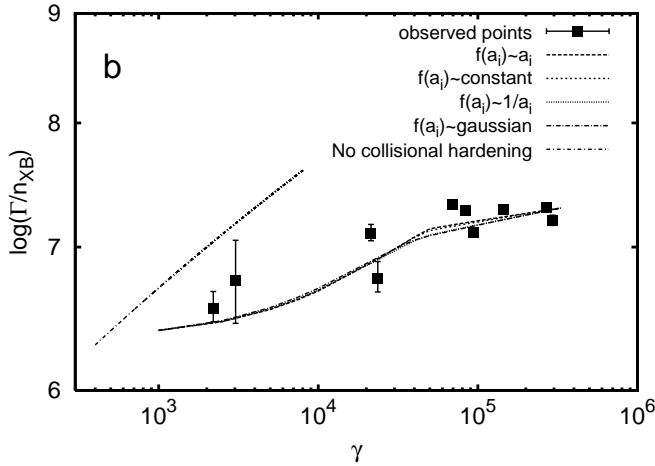 9
8
7
6
log(Γ/n_XB)
b
observed points
f(a_i)~a_i
f(a_i)~constant
f(a_i)~1/a_i
f(a_i)~gaussian
No collisional hardening
10^3 10^4 10^5 10^6
γ